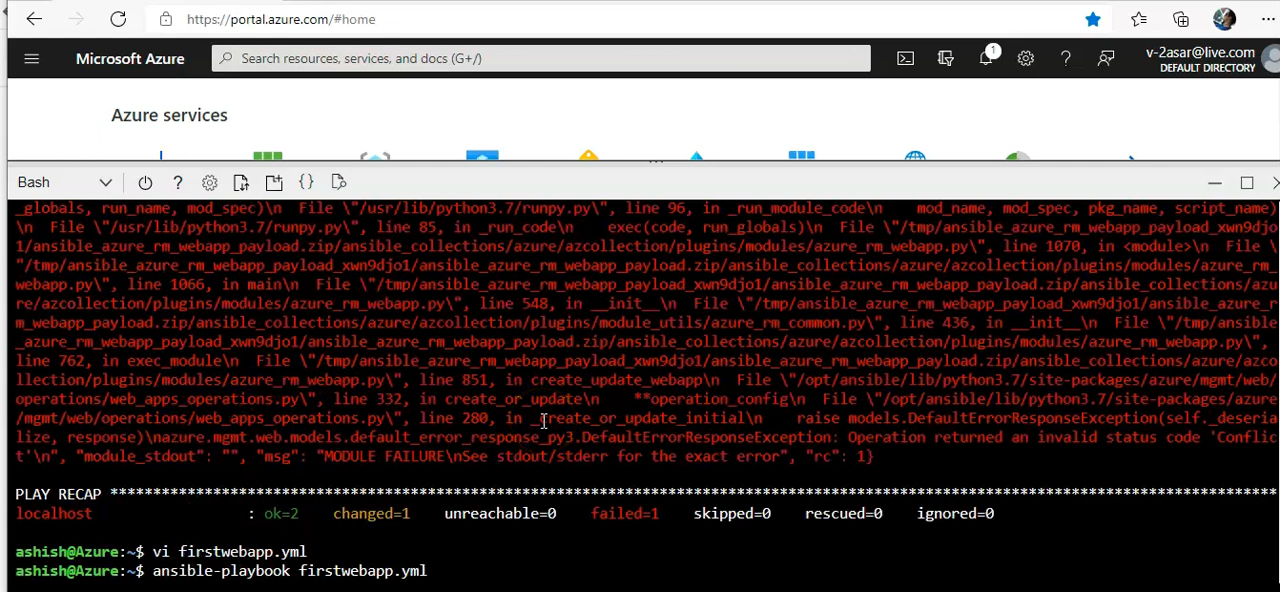 https://portal.azure.com/#home
Microsoft Azure
Search resources, services, and docs (G+/)
1
v-2asar@live.com
DEFAULT DIRECTORY
Azure services
Bash
_globals, run_name, mod_spec)\n  File \"/usr/lib/python3.7/runpy.py\", line 96, in _run_module_code\n    mod_name, mod_spec, pkg_name, script_name)
\n  File \"/usr/lib/python3.7/runpy.py\", line 85, in _run_code\n    exec(code, run_globals)\n  File \"/tmp/ansible_azure_rm_webapp_payload_xwn9djo
1/ansible_azure_rm_webapp_payload.zip/ansible_collections/azure/azcollection/plugins/modules/azure_rm_webapp.py\", line 1070, in <module>\n  File \
"/tmp/ansible_azure_rm_webapp_payload_xwn9djo1/ansible_azure_rm_webapp_payload.zip/ansible_collections/azure/azcollection/plugins/modules/azure_rm_
webapp.py\", line 1066, in main\n  File \"/tmp/ansible_azure_rm_webapp_payload_xwn9djo1/ansible_azure_rm_webapp_payload.zip/ansible_collections/azu
re/azcollection/plugins/modules/azure_rm_webapp.py\", line 548, in __init__\n  File \"/tmp/ansible_azure_rm_webapp_payload_xwn9djo1/ansible_azure_r
m_webapp_payload.zip/ansible_collections/azure/azcollection/plugins/module_utils/azure_rm_common.py\", line 436, in __init__\n  File \"/tmp/ansible
_azure_rm_webapp_payload_xwn9djo1/ansible_azure_rm_webapp_payload.zip/ansible_collections/azure/azcollection/plugins/modules/azure_rm_webapp.py\",
line 762, in exec_module\n  File \"/tmp/ansible_azure_rm_webapp_payload_xwn9djo1/ansible_azure_rm_webapp_payload.zip/ansible_collections/azure/azco
llection/plugins/modules/azure_rm_webapp.py\", line 851, in create_update_webapp\n  File \"/opt/ansible/lib/python3.7/site-packages/azure/mgmt/web/
operations/web_apps_operations.py\", line 332, in create_or_update\n    **operation_config\n  File \"/opt/ansible/lib/python3.7/site-packages/azure
/mgmt/web/operations/web_apps_operations.py\", line 280, in _create_or_update_initial\n    raise models.DefaultErrorResponseException(self._deseria
lize, response)\nazure.mgmt.web.models.default_error_response_py3.DefaultErrorResponseException: Operation returned an invalid status code 'Conflic
t'\n", "module_stdout": "", "msg": "MODULE FAILURE\nSee stdout/stderr for the exact error", "rc": 1}
PLAY RECAP *********************************************************************************************************************************
localhost : ok=2 changed=1 unreachable=0 failed=1 skipped=0 rescued=0 ignored=0
ashish@Azure:~$ vi firstwebapp.yml
ashish@Azure:~$ ansible-playbook firstwebapp.yml